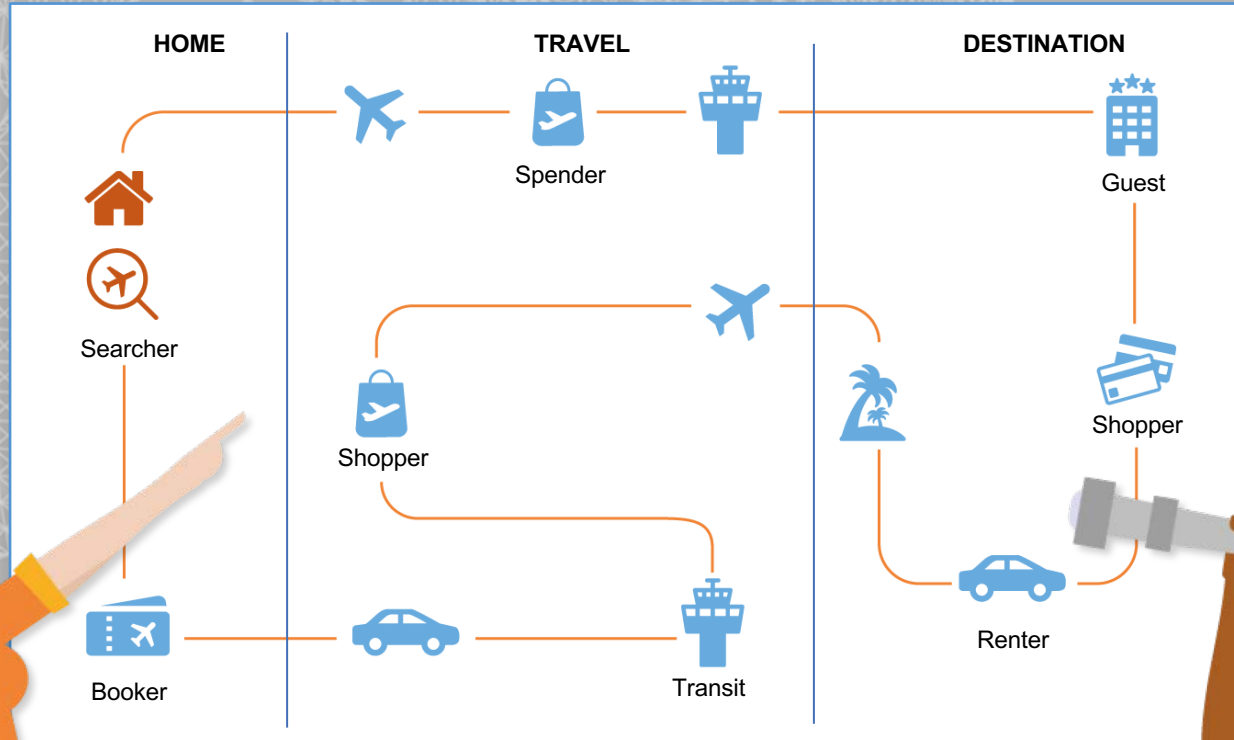 HOME
TRAVEL
DESTINATION
Spender
Guest
Searcher
Shopper
Shopper
Renter
Booker
Transit